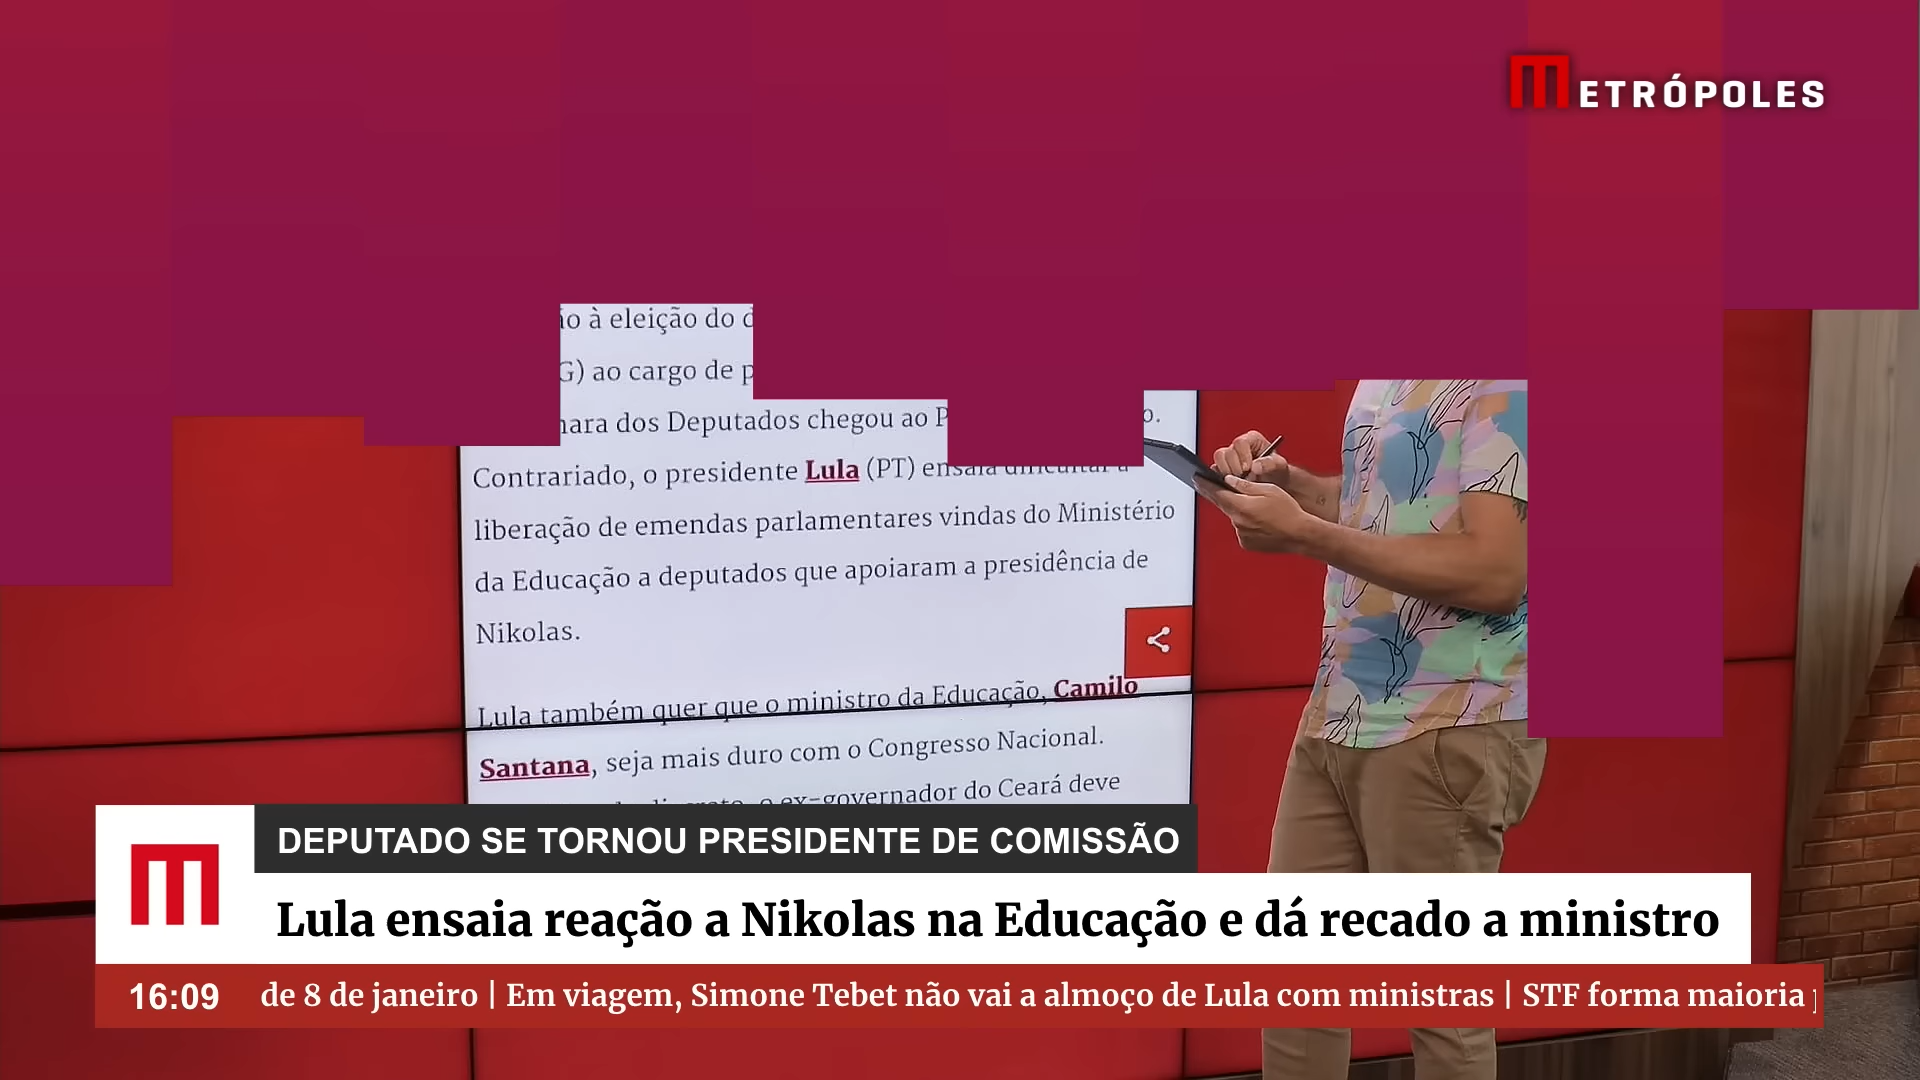 METRÓPOLES
à eleição do
ao cargo de
dos Deputados chegou ao
Contrariado, o presidente Lula (PT) ensaia dificultar a
liberação de emendas parlamentares vindas do Ministério
da Educação a deputados que apoiaram a presidência de
Nikolas.
Lula também quer que o ministro da Educação, Camilo
Santana, seja mais duro com o Congresso Nacional.
o ex-governador do Ceará deve
DEPUTADO SE TORNOU PRESIDENTE DE COMISSÃO
Lula ensaia reação a Nikolas na Educação e dá recado a ministro
16:09 de 8 de janeiro | Em viagem, Simone Tebet não vai a almoço de Lula com ministras | STF forma maioria